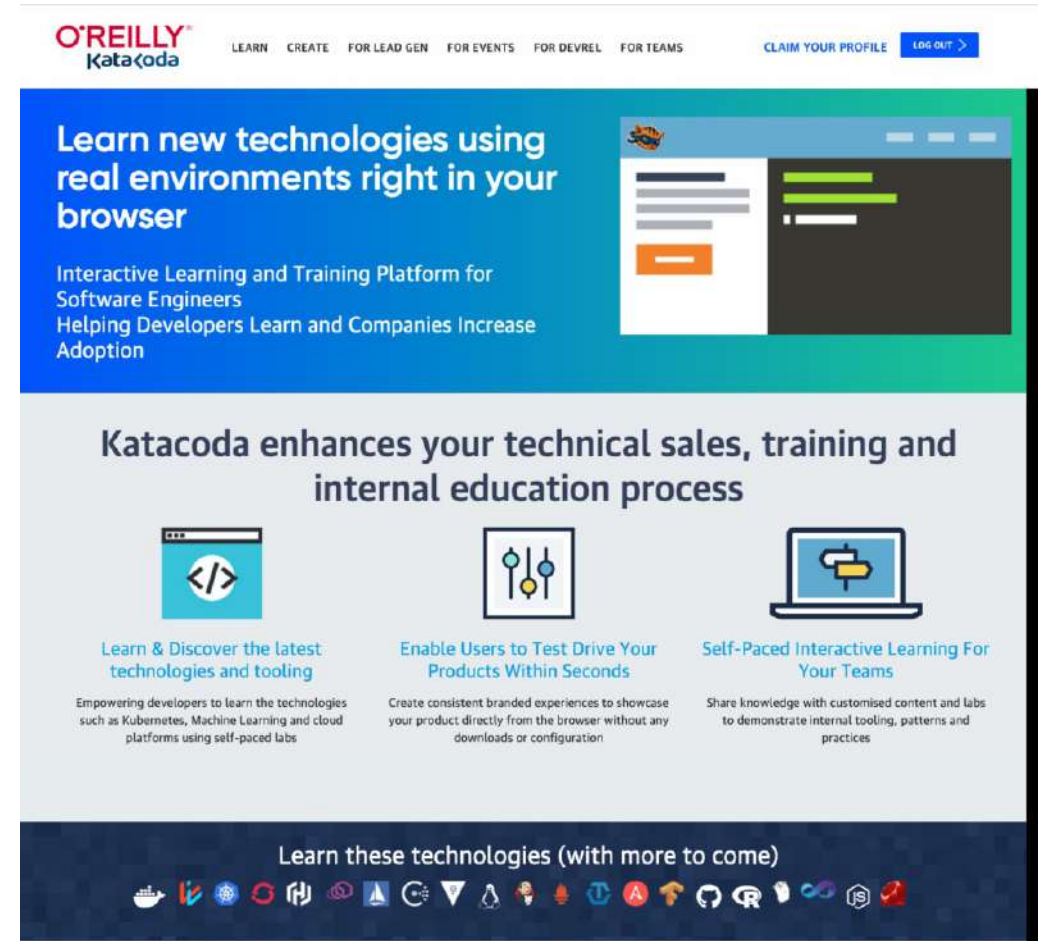 O'REILLY®
Katacoda
LEARN CREATE FOR LEAD GEN FOR EVENTS FOR DEVREL FOR TEAMS CLAIM YOUR PROFILE LOG OUT
Learn new technologies using
real environments right in your
browser
Interactive Learning and Training Platform for
Software Engineers
Helping Developers Learn and Companies Increase
Adoption
Katacoda enhances your technical sales, training and
internal education process
Learn & Discover the latest
technologies and tooling
Empowering developers to learn the technologies
such as Kubernetes, Machine Learning and cloud
platforms using self-paced labs
Enable Users to Test Drive Your
Products Within Seconds
Create consistent branded experiences to showcase
your product directly from the browser without any
downloads or configuration
Self-Paced Interactive Learning For
Your Teams
Share knowledge with customised content and labs
to demonstrate internal tooling, patterns and
practices
Learn these technologies (with more to come)